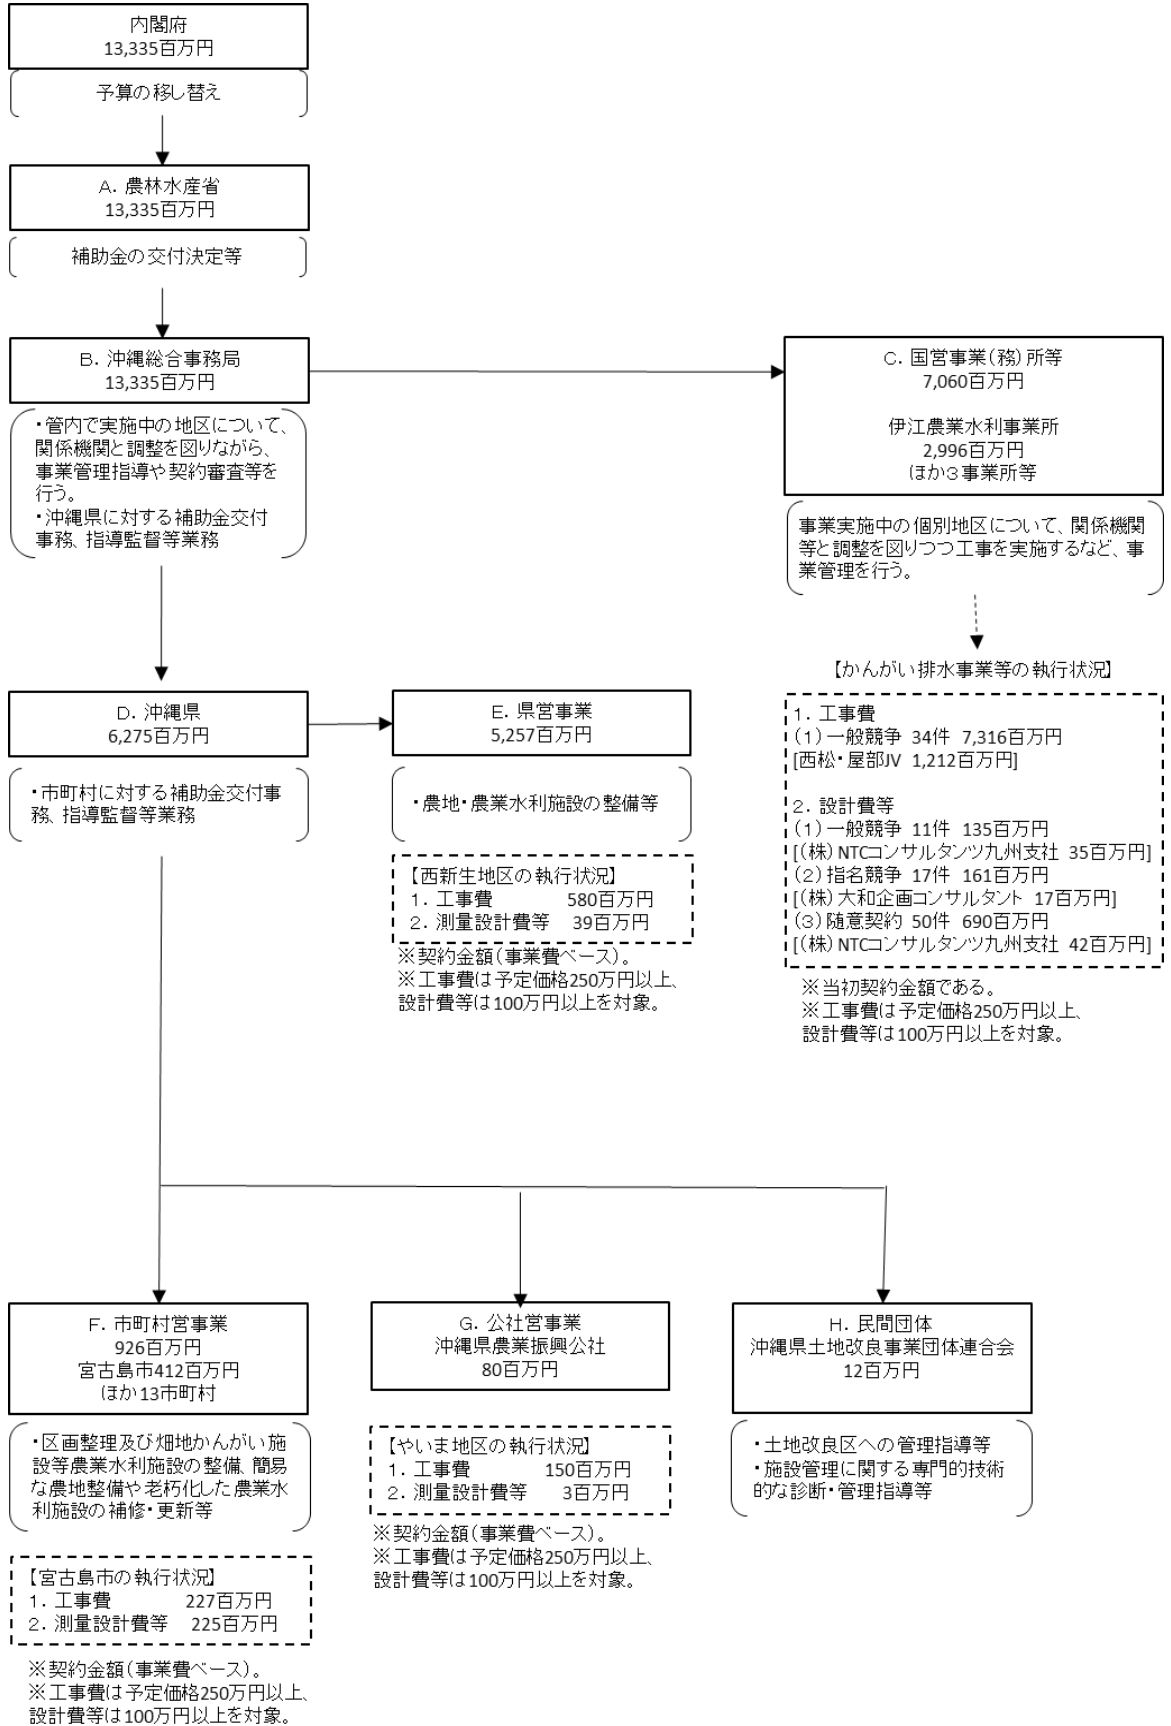 内閣府
13,335百万円
予算の移し替え
A．農林水産省
13,335百万円
補助金の交付決定等
B．沖縄総合事務局
13,335百万円
・管内で実施中の地区について、
関係機関と調整を図りながら、
事業管理指導や契約審査等を
行う。
・沖縄県に対する補助金交付
事務、指導監督等業務
C．国営事業(務)所等
7,060百万円
伊江農業水利事業所
2,996百万円
ほか3事業所等
事業実施中の個別地区について、関係機関
等と調整を図りつつ工事を実施するなど、事
業管理を行う。
【かんがい排水事業等の執行状況】
1．工事費
(1)一般競争 34件 7,316百万円
[西松・屋部JV 1,212百万円]
2．設計費等
(1)一般競争 11件 135百万円
[(株)NTCコンサルタンツ九州支社 35百万円]
(2)指名競争 17件 161百万円
[(株)大和企画コンサルタント 17百万円]
(3)随意契約 50件 690百万円
[(株)NTCコンサルタンツ九州支社 42百万円]
※当初契約金額である。
※工事費は予定価格250万円以上、
設計費等は100万円以上を対象。
D．沖縄県
6,275百万円
・市町村に対する補助金交付事
務、指導監督等業務
E．県営事業
5,257百万円
・農地・農業水利施設の整備等
【西新生地区の執行状況】
1．工事費 580百万円
2．測量設計費等 39百万円
※契約金額(事業費ベース)。
※工事費は予定価格250万円以上、
設計費等は100万円以上を対象。
F．市町村営事業
926百万円
宮古島市412百万円
ほか13市町村
・区画整理及び畑地かんがい施
設等農業水利施設の整備、簡易
な農地整備や老朽化した農業水
利施設の補修・更新等
【宮古島市の執行状況】
1．工事費 227百万円
2．測量設計費等 225百万円
※契約金額(事業費ベース)。
※工事費は予定価格250万円以上、
設計費等は100万円以上を対象。
G．公社営事業
沖縄県農業振興公社
80百万円
【やいま地区の執行状況】
1．工事費 150百万円
2．測量設計費等 3百万円
※契約金額(事業費ベース)。
※工事費は予定価格250万円以上、
設計費等は100万円以上を対象。
H．民間団体
沖縄県土地改良事業団体連合会
12百万円
・土地改良区への管理指導等
・施設管理に関する専門的技術
的な診断・管理指導等